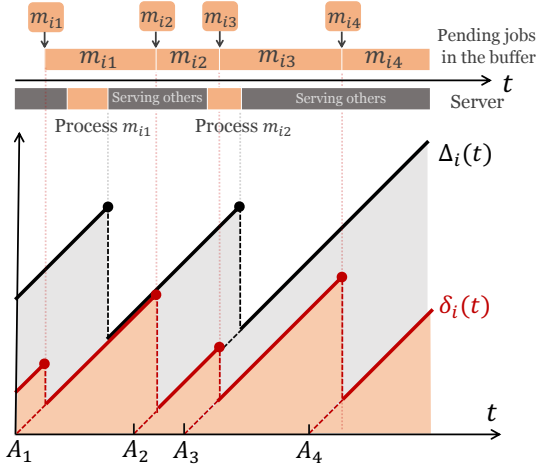 m_{i1} m_{i2} m_{i3} m_{i4}
Pending jobs
in the buffer
m_{i1} m_{i2} m_{i3} m_{i4}
t
Serving others Serving others
Server
Process m_{i1} Process m_{i2}
Δ_i(t)
δ_i(t)
t
A_1 A_2 A_3 A_4